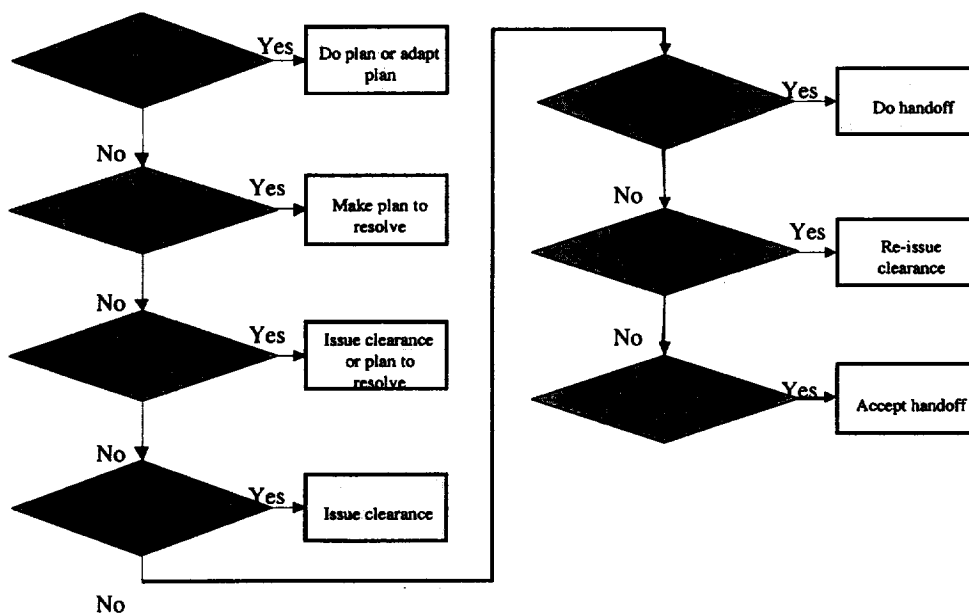 Yes
Do plan or adapt
plan
No
Yes
Make plan to
resolve
No
Yes
Issue clearance
or plan to
resolve
No
Yes
Issue clearance
No
Yes
Do handoff
No
Yes
Re-issue
clearance
No
Yes
Accept handoff